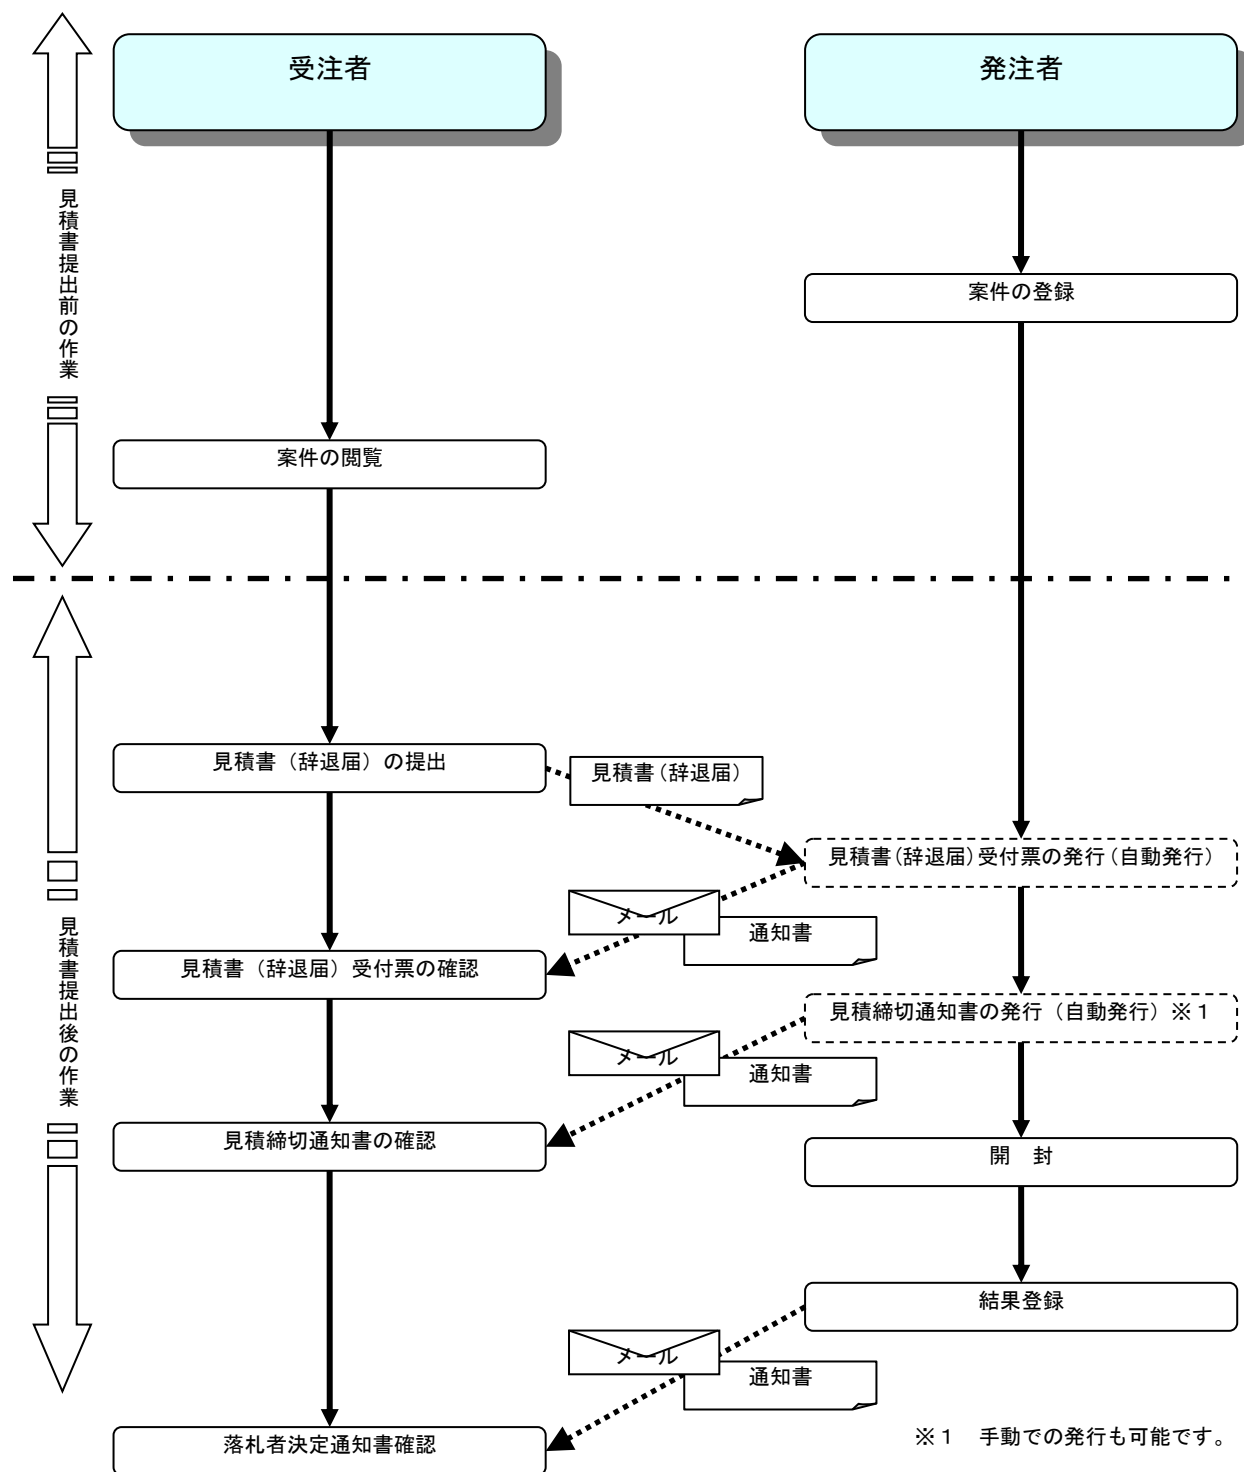 受注者
発注者
見積書提出前の作業
案件の登録
案件の閲覧
見積書（辞退届）の提出
見積書（辞退届）
見積書（辞退届）受付票の発行（自動発行）
メール
通知書
見積書提出後の作業
見積書（辞退届）受付票の確認
見積締切通知書の発行（自動発行）※１
メール
通知書
見積締切通知書の確認
開　封
結果登録
メール
通知書
落札者決定通知書確認
※１　手動での発行も可能です。